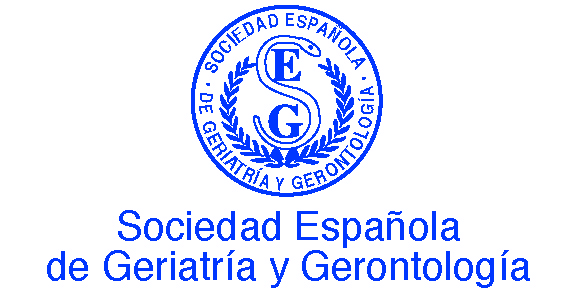 · SOCIEDAD ESPAÑOLA ·
DE GERIATRÍA Y GERONTOLOGÍA
E
G
Sociedad Española
de Geriatría y Gerontología